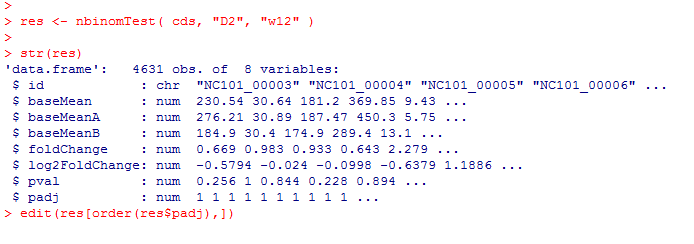 >
> res <- nbinomTest( cds, "D2", "w12" )
>
> str(res)
'data.frame':   4631 obs. of  8 variables:
 $ id            : chr  "NC101_00003" "NC101_00004" "NC101_00005" "NC101_00006" ...
 $ baseMean      : num  230.54 30.64 181.2 369.85 9.43 ...
 $ baseMeanA     : num  276.21 30.89 187.47 450.3 5.75 ...
 $ baseMeanB     : num  184.9 30.4 174.9 289.4 13.1 ...
 $ foldChange    : num  0.669 0.983 0.933 0.643 2.279 ...
 $ log2FoldChange: num  -0.5794 -0.024 -0.0998 -0.6379 1.1886 ...
 $ pval          : num  0.256 1 0.844 0.228 0.894 ...
 $ padj          : num  1 1 1 1 1 1 1 1 1 1 ...
> edit(res[order(res$padj),])